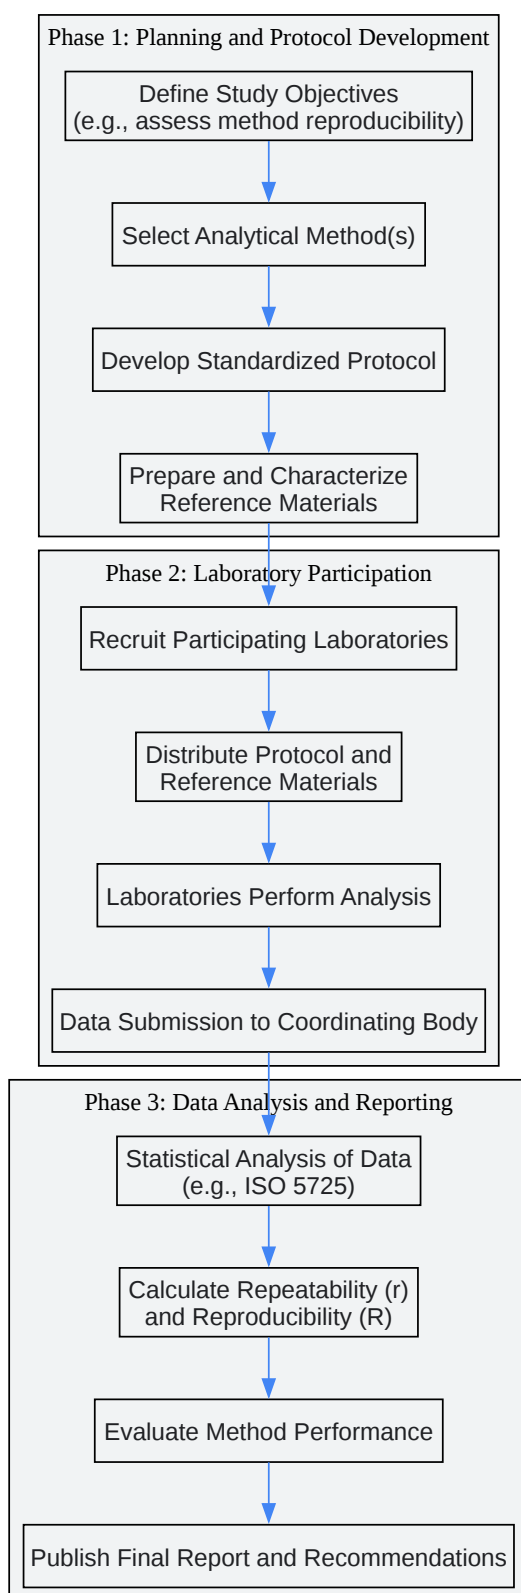 Phase 1: Planning and Protocol Development
Define Study Objectives
(e.g., assess method reproducibility)
Select Analytical Method(s)
Develop Standardized Protocol
Prepare and Characterize
Reference Materials
Phase 2: Laboratory Participation
Recruit Participating Laboratories
Distribute Protocol and
Reference Materials
Laboratories Perform Analysis
Data Submission to Coordinating Body
Phase 3: Data Analysis and Reporting
Statistical Analysis of Data
(e.g., ISO 5725)
Calculate Repeatability (r)
and Reproducibility (R)
Evaluate Method Performance
Publish Final Report and Recommendations